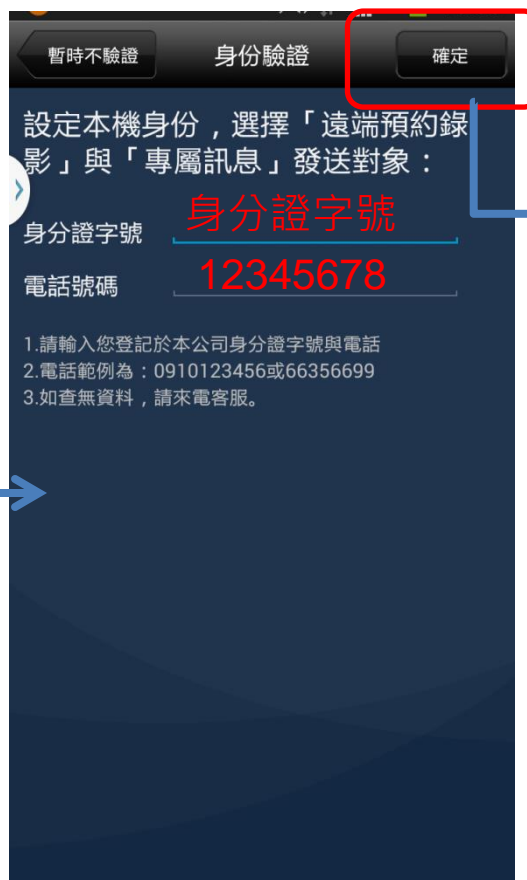 暫時不驗證 身份驗證 確定
設定本機身份，選擇「遠端預約錄
影」與「專屬訊息」發送對象：
身分證字號 身分證字號
電話號碼 12345678
1.請輸入您登記於本公司身分證字號與電話
2.電話範例為：0910123456或66356699
3.如查無資料，請來電客服。